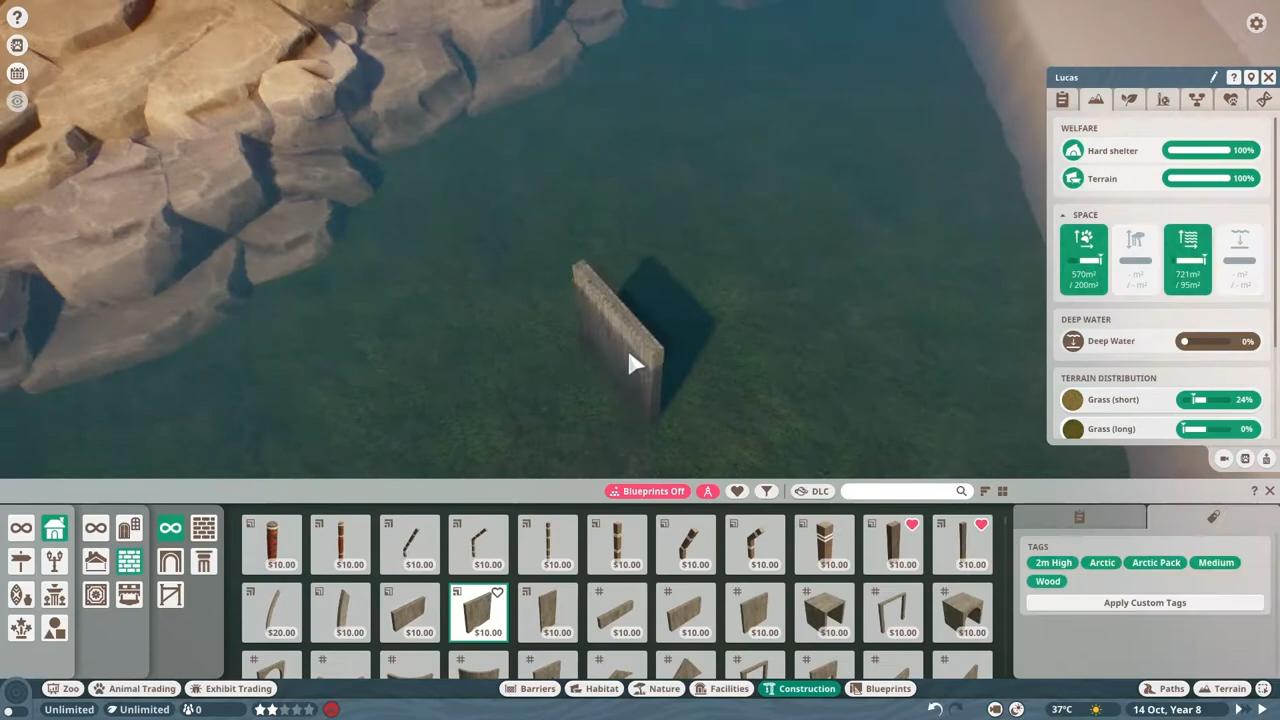 Lucas
?
WELFARE
Hard shelter 100%
Terrain 100%
SPACE
570m² / 200m²
- m² / - m²
721m² / 95m²
- m² / - m²
DEEP WATER
Deep Water 0%
TERRAIN DISTRIBUTION
Grass (short) 24%
Grass (long) 0%
Blueprints Off
DLC
?
$10.00 $10.00 $10.00 $10.00 $10.00 $10.00 $10.00 $10.00 $10.00 $10.00 $10.00
$20.00 $10.00 $10.00 $10.00 $10.00 $10.00 $10.00 $10.00 $10.00 $10.00 $10.00
TAGS
2m High Arctic Arctic Pack Medium
Wood
Apply Custom Tags
Zoo Animal Trading Exhibit Trading Barriers Habitat Nature Facilities Construction Blueprints Paths Terrain
Unlimited Unlimited 0 37°C 14 Oct, Year 8